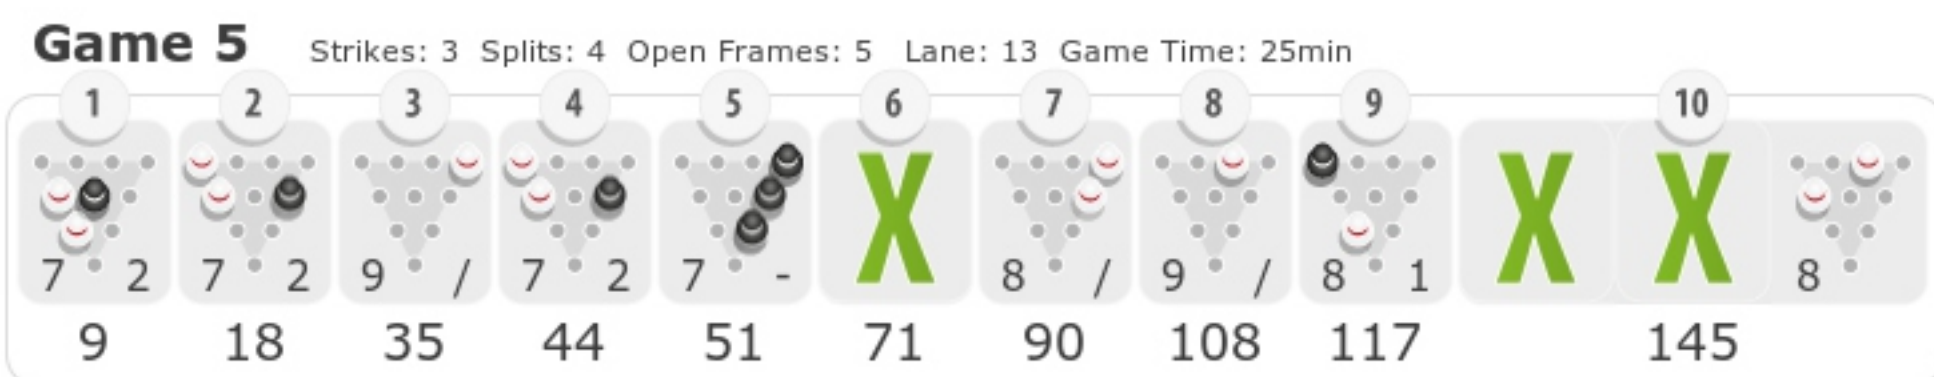 Game 5 Strikes: 3 Splits: 4 Open Frames: 5 Lane: 13 Game Time: 25min
1 2 3 4 5 6 7 8 9 10
7 2 7 2 9 / 7 2 7 - X 8 / 9 / 8 1 X X 8
9 18 35 44 51 71 90 108 117 145